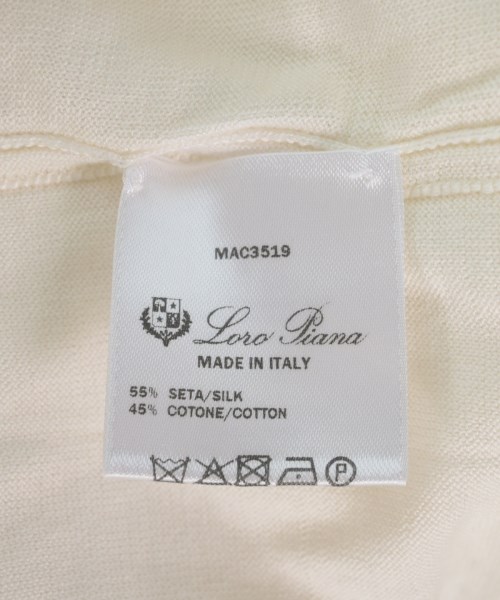 MAC3519
Loro Piana
MADE IN ITALY
55% SETA/SILK
45% COTONE/COTTON
P